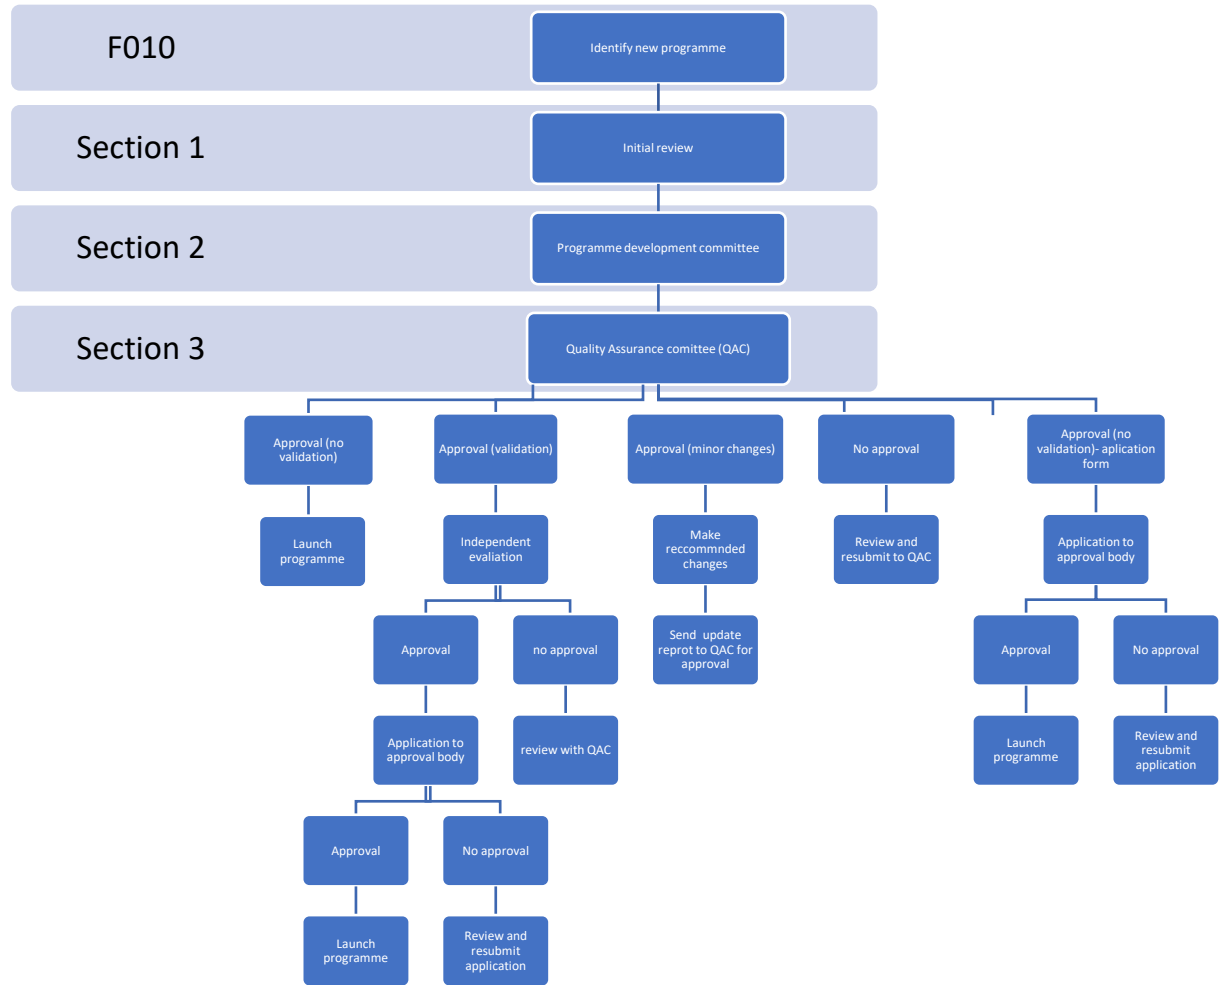 F010
Identify new programme
Section 1
Initial review
Section 2
Programme development committee
Section 3
Quality Assurance comittee (QAC)
Approval (no
validation)
Approval (validation)
Approval (minor changes)
No approval
Approval (no
validation)- aplication
form
Launch
programme
Independent
evaliation
Make
reccommnded
changes
Review and
resubmit to QAC
Application to
approval body
Approval
no approval
Send  update
reprot to QAC for
approval
Approval
No approval
Application to
approval body
review with QAC
Launch
programme
Review and
resubmit
application
Approval
No approval
Launch
programme
Review and
resubmit
application